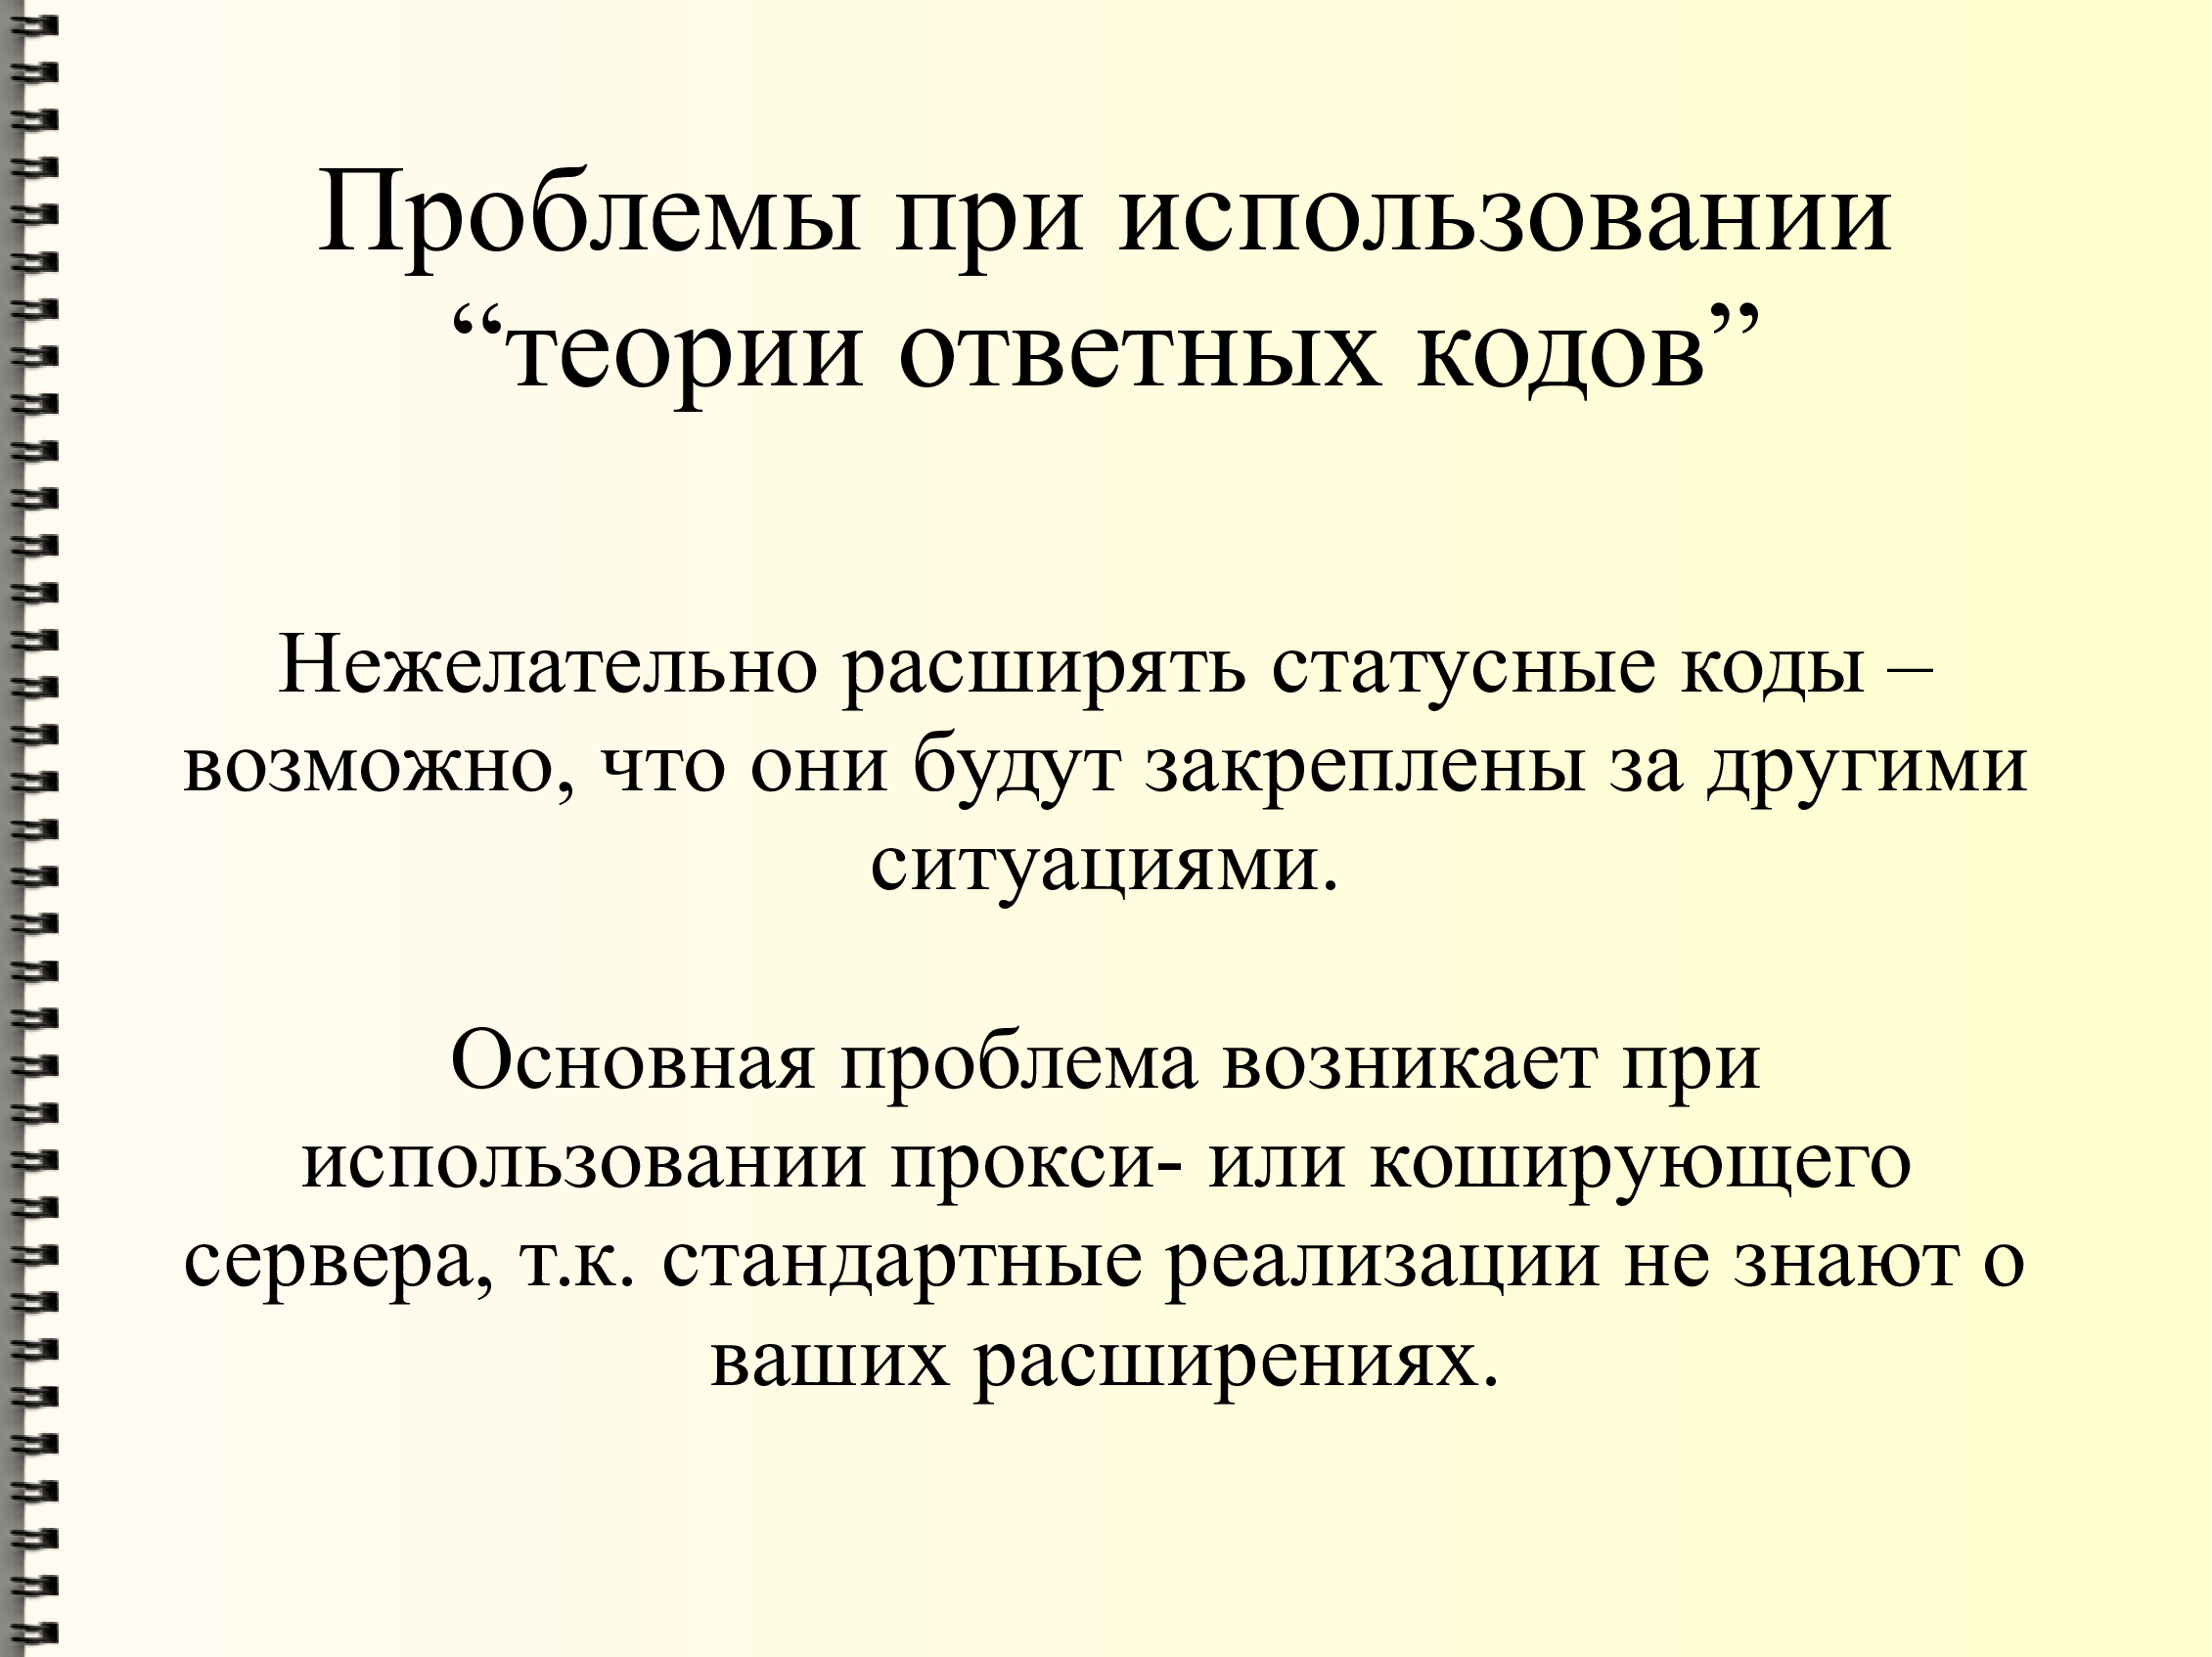 Проблемы при использовании
“теории ответных кодов”
Нежелательно расширять статусные коды –
возможно, что они будут закреплены за другими
ситуациями.
Основная проблема возникает при
использовании прокси- или коширующего
сервера, т.к. стандартные реализации не знают о
ваших расширениях.